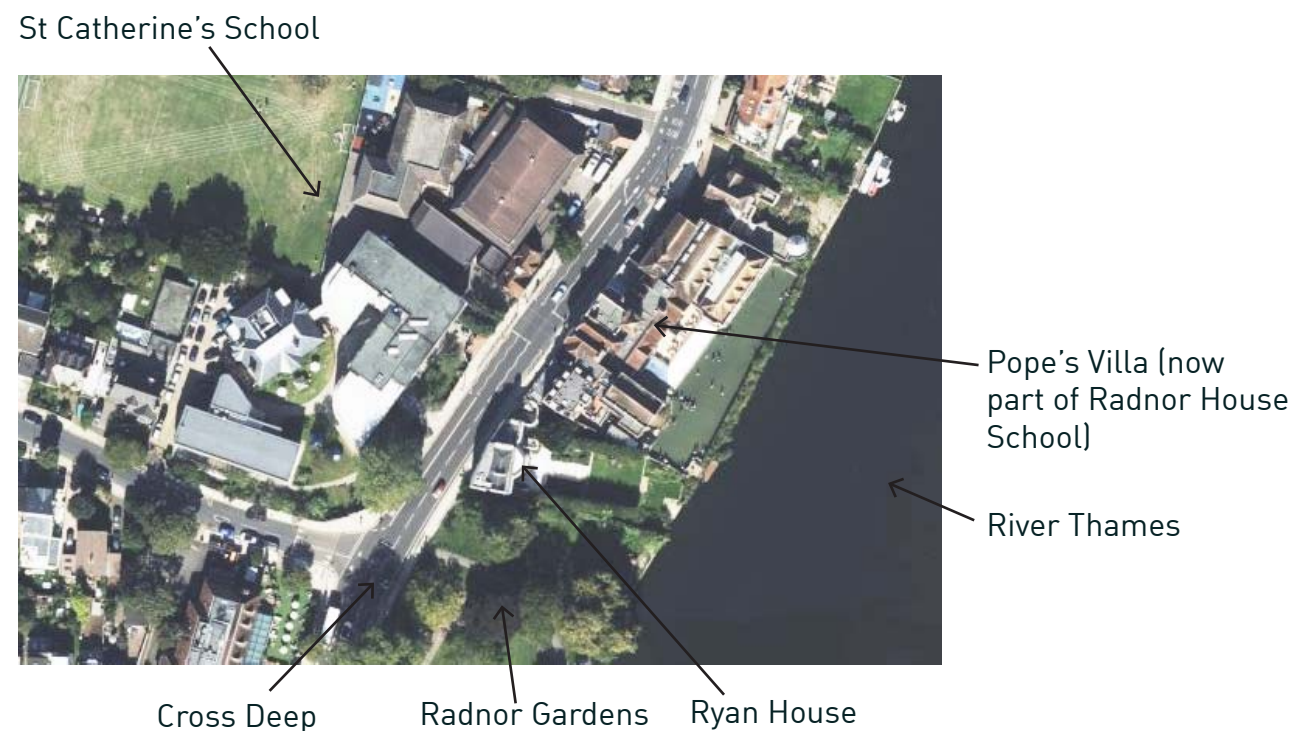 St Catherine’s School
Pope’s Villa (now
part of Radnor House
School)
River Thames
Cross Deep
Radnor Gardens
Ryan House